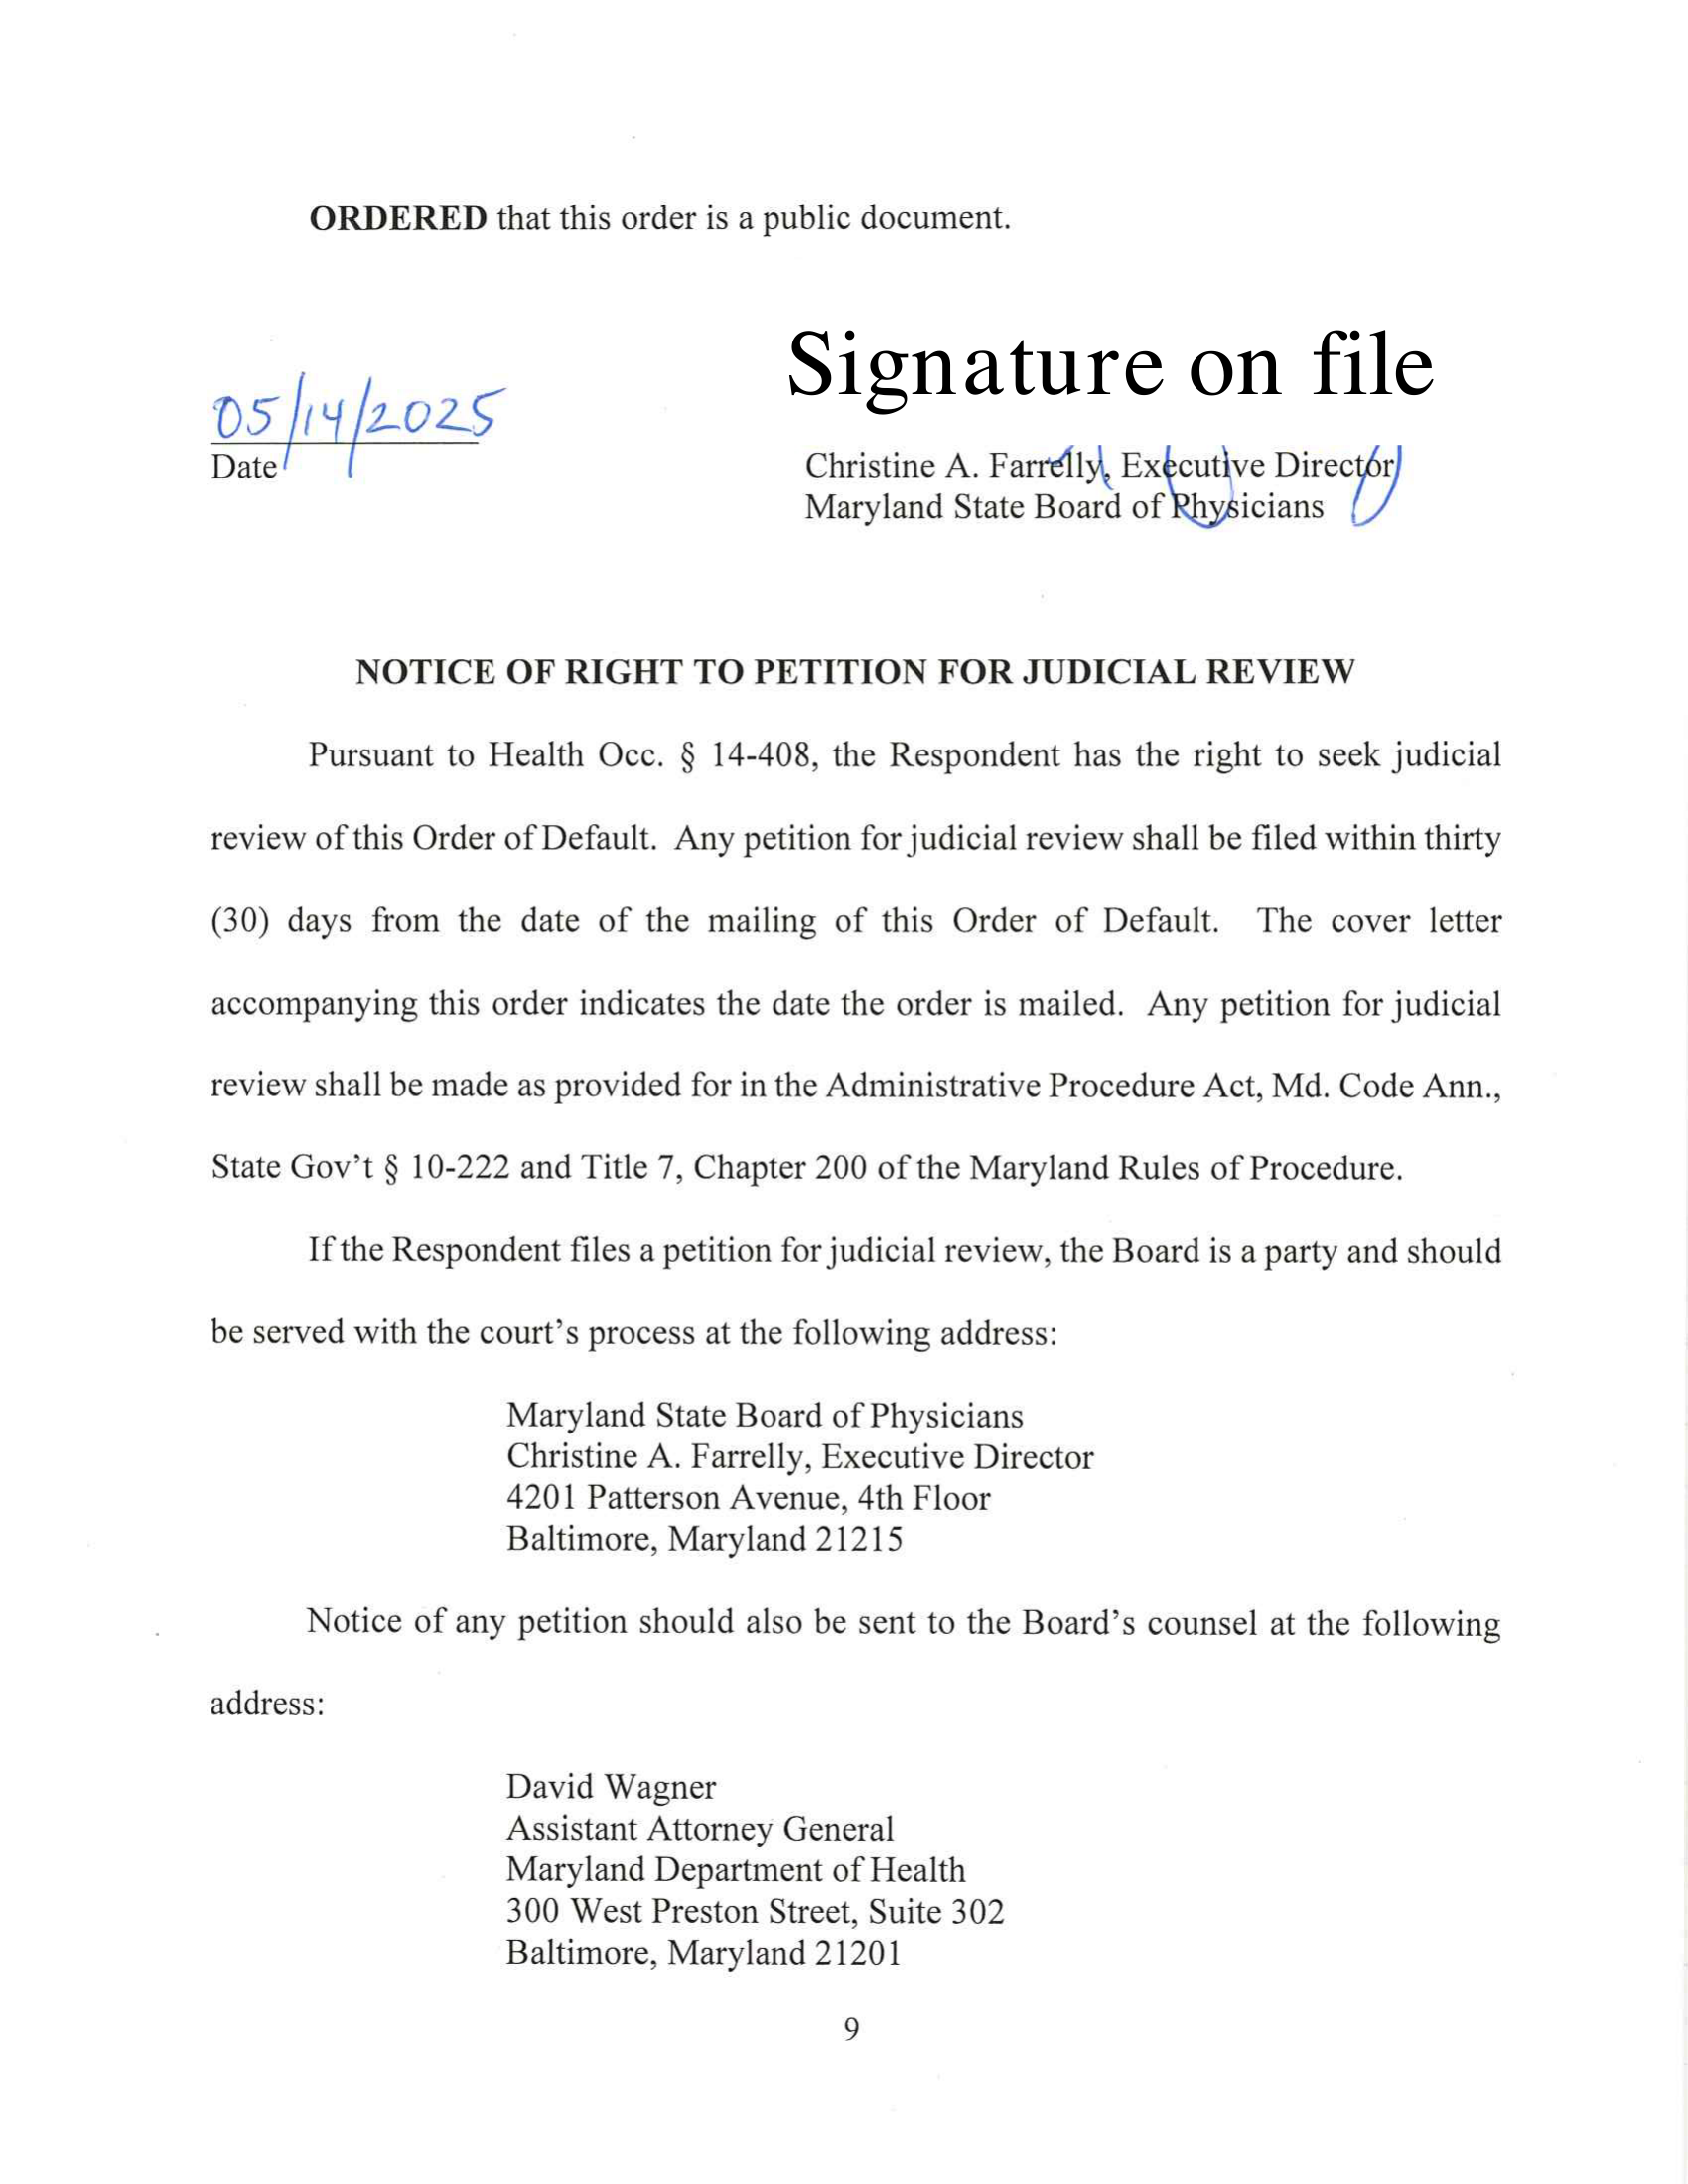 ORDERED that this order is a public document.
Signature on file
05/14/2025
Date
Christine A. Farrelly, Executive Director
Maryland State Board of Physicians
NOTICE OF RIGHT TO PETITION FOR JUDICIAL REVIEW
Pursuant to Health Occ. § 14-408, the Respondent has the right to seek judicial
review of this Order of Default. Any petition for judicial review shall be filed within thirty
(30) days from the date of the mailing of this Order of Default. The cover letter
accompanying this order indicates the date the order is mailed. Any petition for judicial
review shall be made as provided for in the Administrative Procedure Act, Md. Code Ann.,
State Gov't § 10-222 and Title 7, Chapter 200 of the Maryland Rules of Procedure.
If the Respondent files a petition for judicial review, the Board is a party and should
be served with the court's process at the following address:
Maryland State Board of Physicians
Christine A. Farrelly, Executive Director
4201 Patterson Avenue, 4th Floor
Baltimore, Maryland 21215
Notice of any petition should also be sent to the Board's counsel at the following
address:
David Wagner
Assistant Attorney General
Maryland Department of Health
300 West Preston Street, Suite 302
Baltimore, Maryland 21201
9